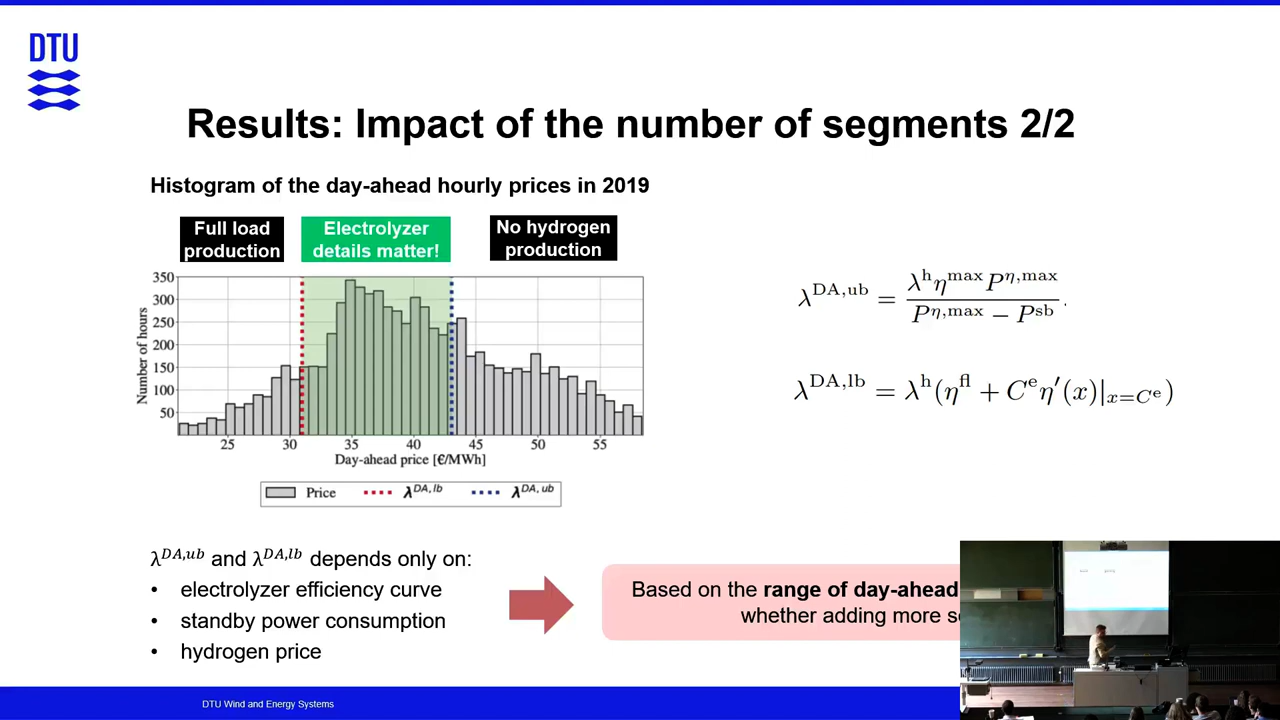 DTU
Results: Impact of the number of segments 2/2
Histogram of the day-ahead hourly prices in 2019
Full load
production
Electrolyzer
details matter!
No hydrogen
production
350
300
250
200
150
100
50
Number of hours
25 30 35 40 45 50 55
Day-ahead price [€/MWh]
Price λ^{DA,lb} λ^{DA,ub}
λ^{DA,ub} = \frac{λ^h η^{max} P^{η,max}}{P^{η,max} − P^{sb}}.
λ^{DA,lb} = λ^h(η^{fl} + C^e η′(x)|_{x=C^e})
λ^{DA,ub} and λ^{DA,lb} depends only on:
• electrolyzer efficiency curve
• standby power consumption
• hydrogen price
Based on the range of day-ahead
whether adding more
DTU Wind and Energy Systems